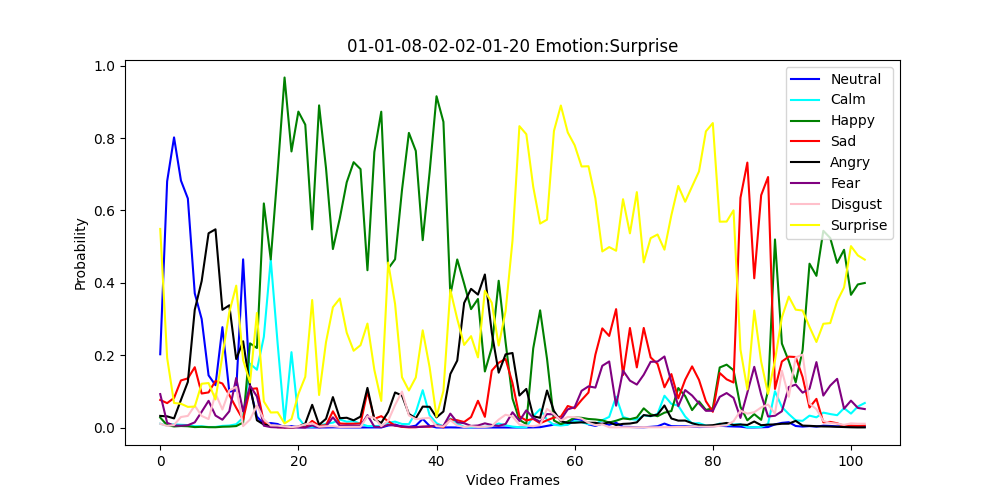 01-01-08-02-02-01-20 Emotion:Surprise
1.0
0.8
0.6
0.4
0.2
0.0
Probability
0
20
40
60
80
100
Video Frames
Neutral
Calm
Happy
Sad
Angry
Fear
Disgust
Surprise